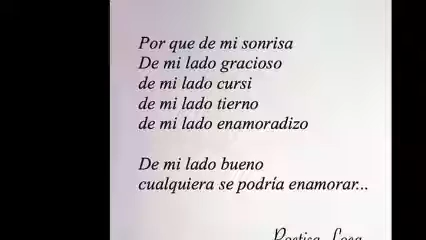 Por que de mi sonrisa
De mi lado gracioso
de mi lado cursi
de mi lado tierno
de mi lado enamoradizo
De mi lado bueno
cualquiera se podría enamorar...